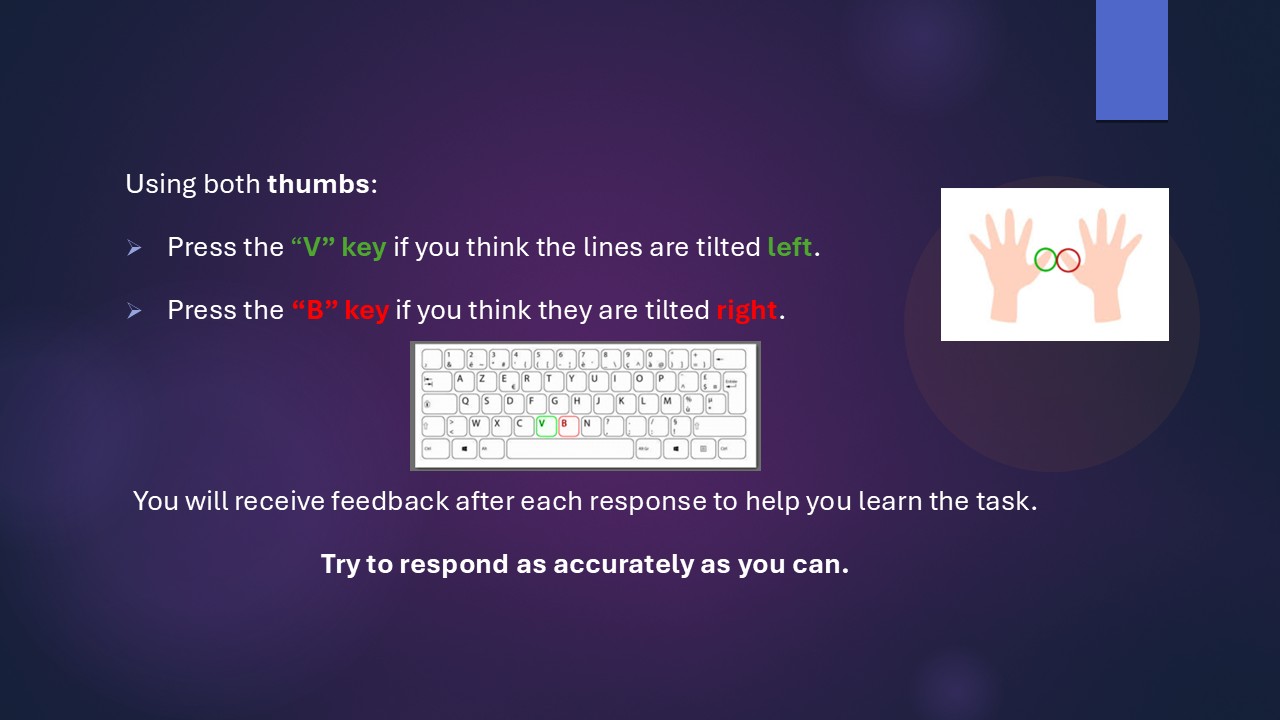 Using both thumbs:
Press the “V” key if you think the lines are tilted left.
Press the “B” key if you think they are tilted right.
A Z E R T Y U I O P
Q S D F G H J K L M
W X C V B N
You will receive feedback after each response to help you learn the task.
Try to respond as accurately as you can.